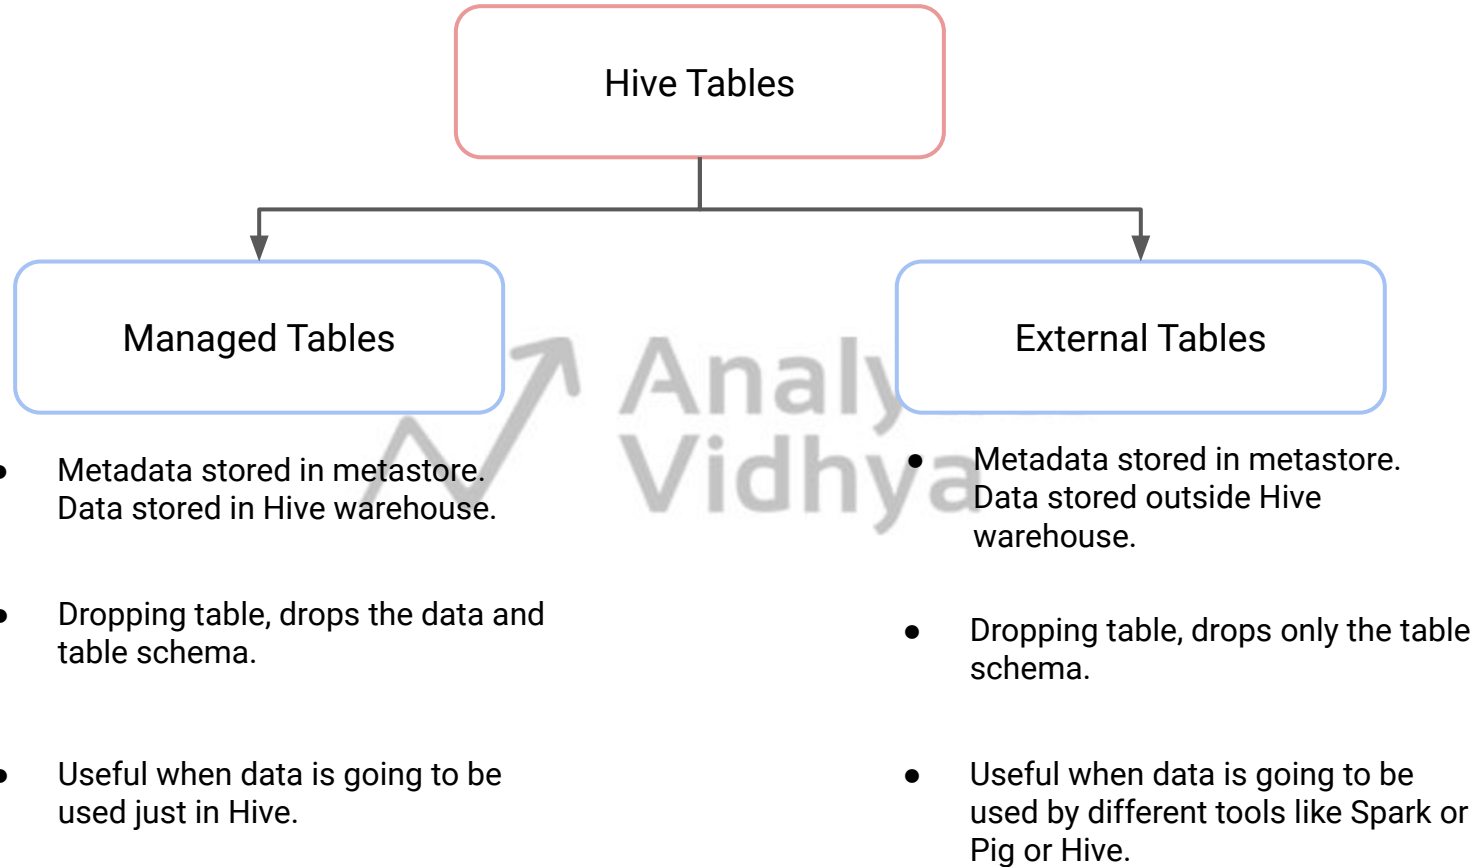 Hive Tables
Managed Tables
External Tables
Analy
Vidhya
● Metadata stored in metastore.
Data stored in Hive warehouse.
● Dropping table, drops the data and
table schema.
● Useful when data is going to be
used just in Hive.
● Metadata stored in metastore.
Data stored outside Hive
warehouse.
● Dropping table, drops only the table
schema.
● Useful when data is going to be
used by different tools like Spark or
Pig or Hive.